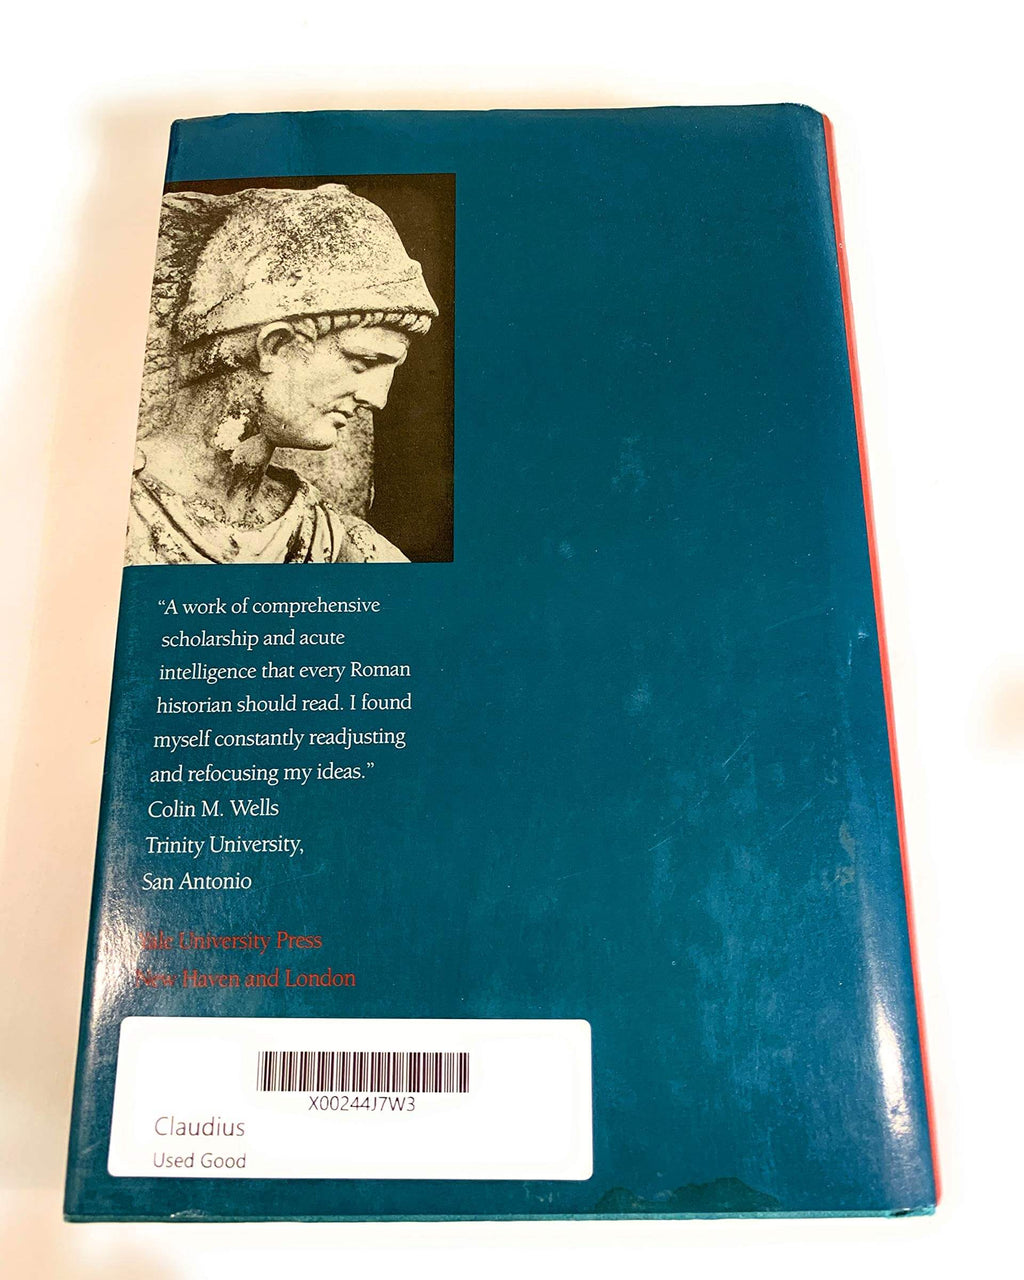 “A work of comprehensive
scholarship and acute
intelligence that every Roman
historian should read. I found
myself constantly readjusting
and refocusing my ideas.”
Colin M. Wells
Trinity University,
San Antonio
Yale University Press
New Haven and London
X00244J7W3
Claudius
Used Good